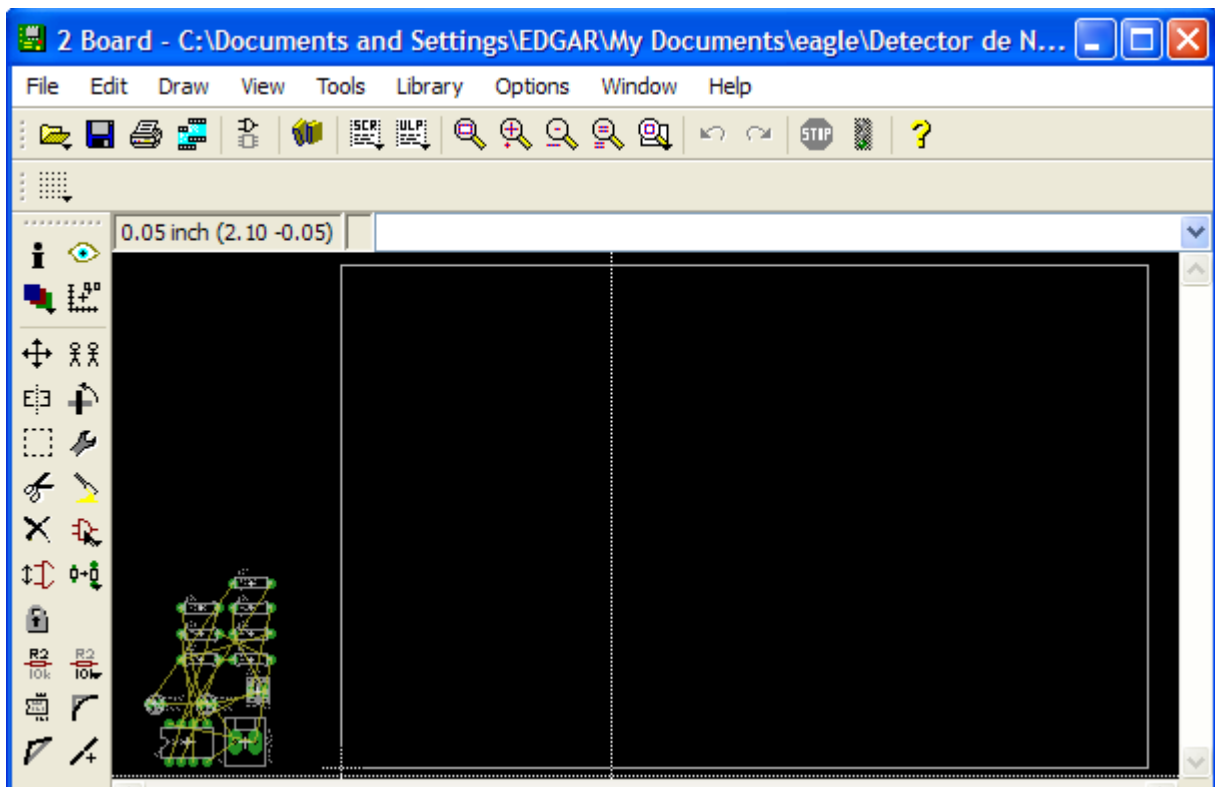 2 Board - C:\Documents and Settings\EDGAR\My Documents\eagle\Detector de N...
File Edit Draw View Tools Library Options Window Help
SCR ULP STOP
0.05 inch (2.10 -0.05)
R2 R2
10k 10k